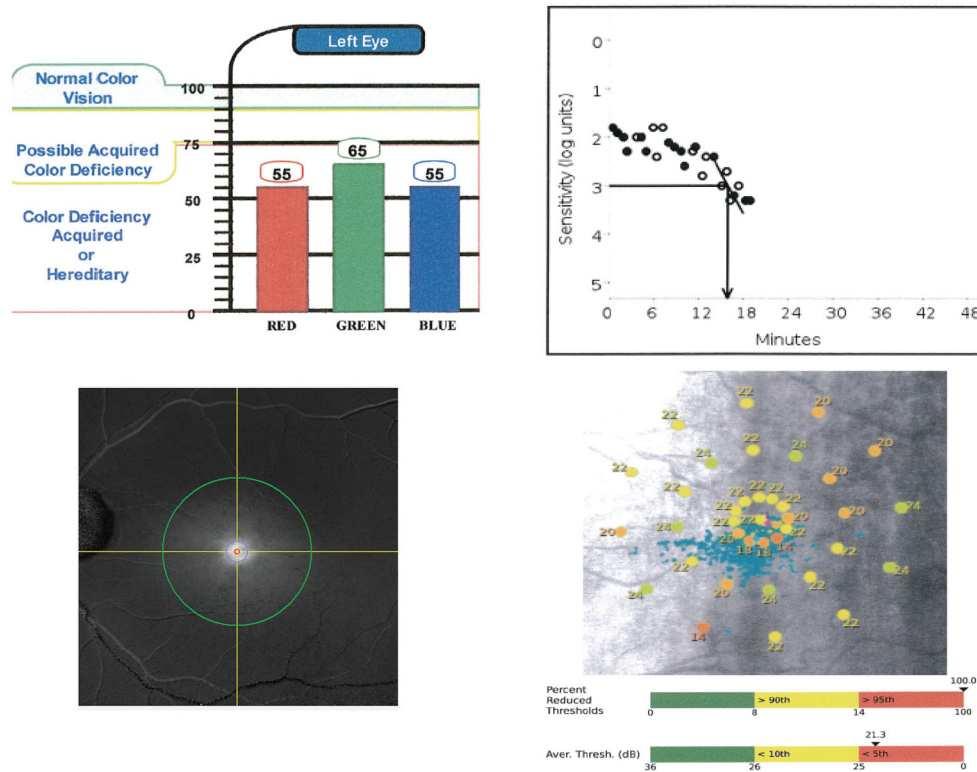 Left Eye
Normal Color
Vision
100
Possible Acquired
Color Deficiency
75
55
65
55
Color Deficiency
Acquired
or
Hereditary
50
25
0
RED GREEN BLUE
Sensitivity (log units)
0
1
2
3
4
5
0 6 12 18 24 30 36 42 48
Minutes
22
20
22
22
24
20
22
24
20
22
22
22
22
22
22
24
20
22
22
20
20
24
22
22
20
18
16
14
22
22
24
24
20
24
22
22
14
22
Percent
Reduced
Thresholds
100.0
> 90th
> 95th
0 8 14 100
21.3
Aver. Thresh. (dB)
< 10th
< 5th
36 26 25 0